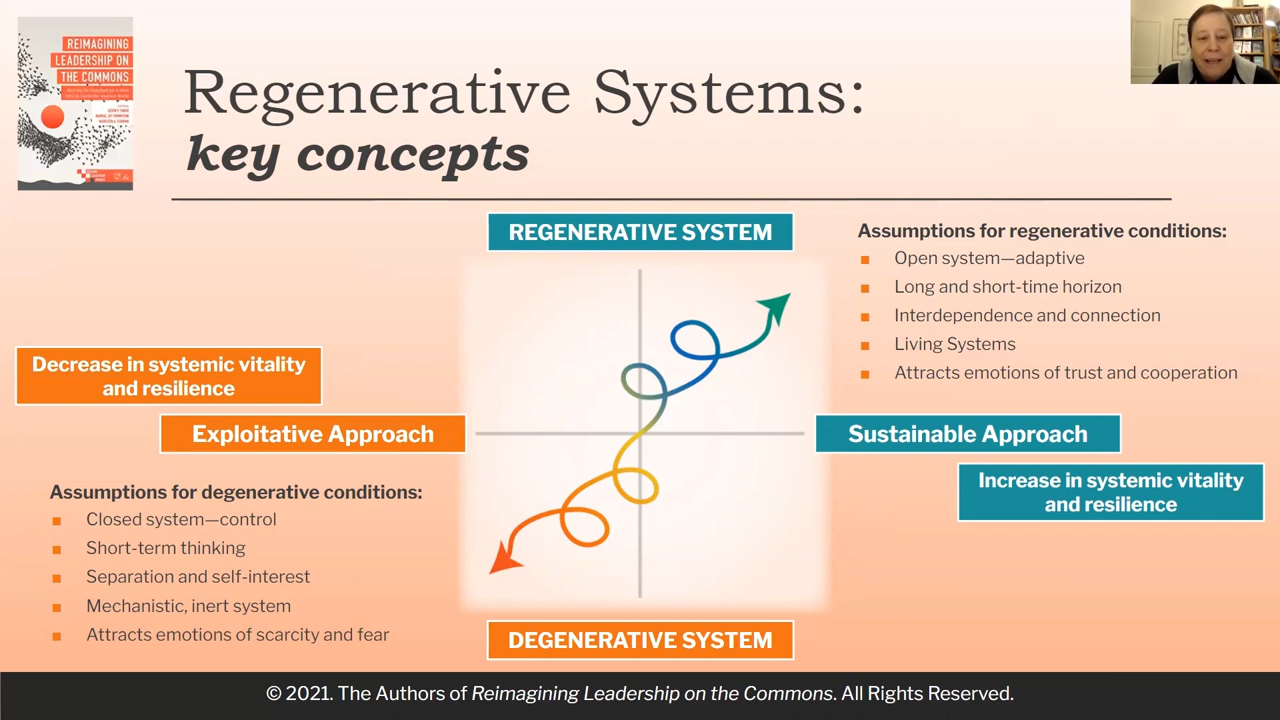 REIMAGINING
LEADERSHIP ON
THE COMMONS
Regenerative Systems:
key concepts
REGENERATIVE SYSTEM
Assumptions for regenerative conditions:
Open system—adaptive
Long and short-time horizon
Interdependence and connection
Living Systems
Attracts emotions of trust and cooperation
Decrease in systemic vitality
and resilience
Exploitative Approach
Sustainable Approach
Increase in systemic vitality
and resilience
Assumptions for degenerative conditions:
Closed system—control
Short-term thinking
Separation and self-interest
Mechanistic, inert system
Attracts emotions of scarcity and fear
DEGENERATIVE SYSTEM
© 2021. The Authors of Reimagining Leadership on the Commons. All Rights Reserved.